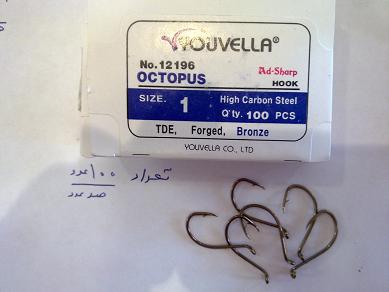 YOUVELLA®
No.12196
OCTOPUS
Ad-Sharp
HOOK
SIZE. 1
High Carbon Steel
Q'ty. 100 PCS
TDE, Forged, Bronze
YOUVELLA CO., LTD
تعداد ۱۰۰ عدد
صد عدد